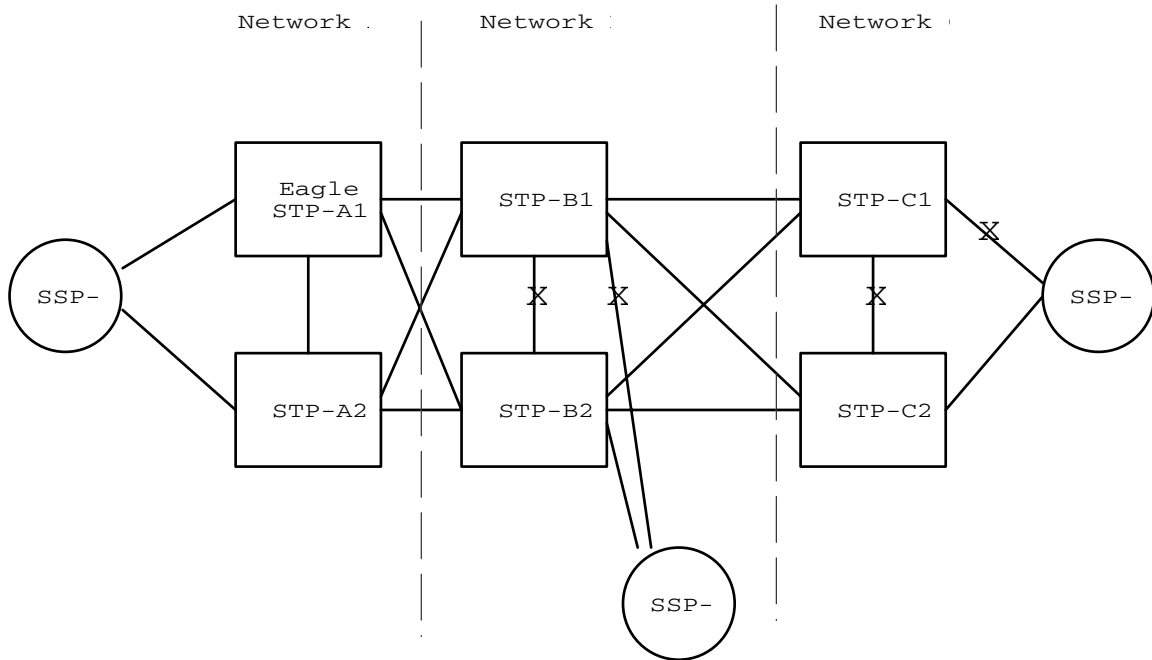 Network
Network
Network
Eagle
STP-A1
STP-B1
STP-C1
X
SSP-
X
X
X
SSP-
STP-A2
STP-B2
STP-C2
SSP-